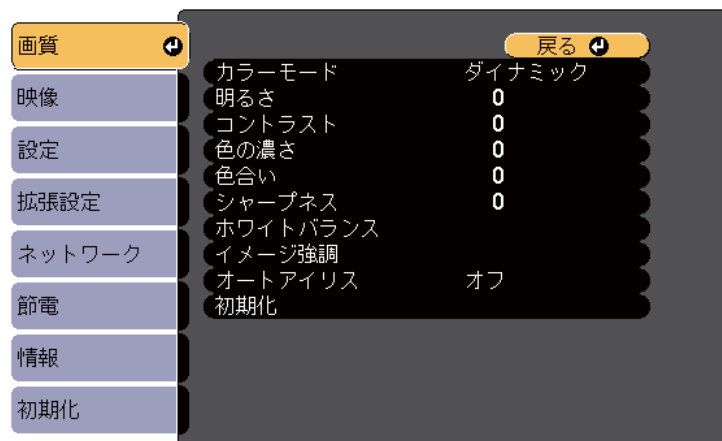 画質
映像
設定
拡張設定
ネットワーク
節電
情報
初期化
戻る
カラーモード ダイナミック
明るさ 0
コントラスト 0
色の濃さ 0
色合い 0
シャープネス 0
ホワイトバランス
イメージ強調
オートアイリス オフ
初期化